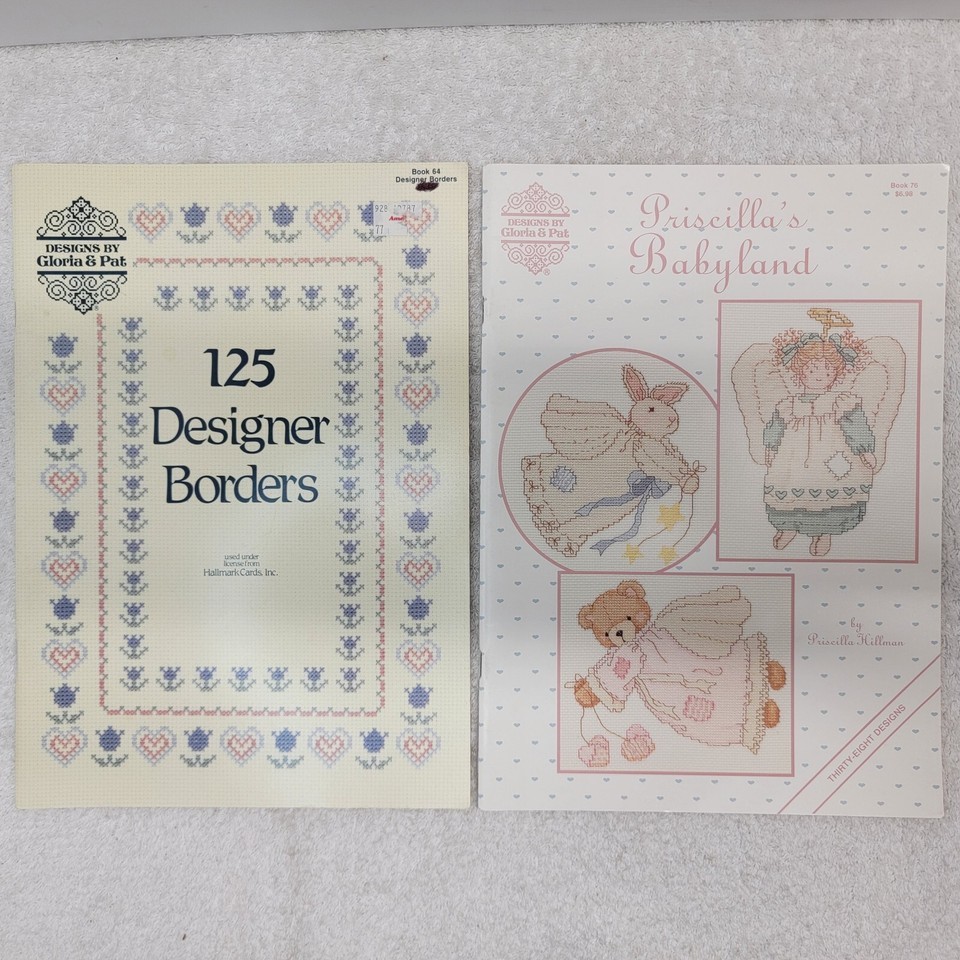 Book 64
Designer Borders
DESIGNS BY
Gloria & Pat
125
Designer
Borders
used under
license from
Hallmark Cards, Inc.
DESIGNS BY
Gloria & Pat
®
Book 76
$6.98
Priscilla's
Babyland
by
Priscilla Hillman
THIRTY-EIGHT DESIGNS